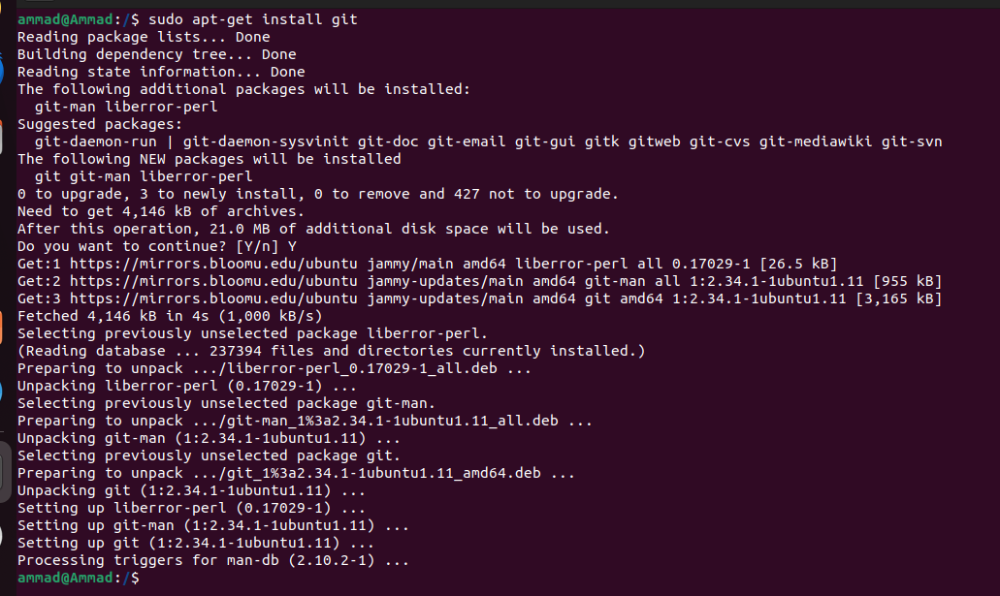 ammad@Ammad:/$ sudo apt-get install git
Reading package lists... Done
Building dependency tree... Done
Reading state information... Done
The following additional packages will be installed:
  git-man liberror-perl
Suggested packages:
  git-daemon-run | git-daemon-sysvinit git-doc git-email git-gui gitk gitweb git-cvs git-mediawiki git-svn
The following NEW packages will be installed
  git git-man liberror-perl
0 to upgrade, 3 to newly install, 0 to remove and 427 not to upgrade.
Need to get 4,146 kB of archives.
After this operation, 21.0 MB of additional disk space will be used.
Do you want to continue? [Y/n] Y
Get:1 https://mirrors.bloomu.edu/ubuntu jammy/main amd64 liberror-perl all 0.17029-1 [26.5 kB]
Get:2 https://mirrors.bloomu.edu/ubuntu jammy-updates/main amd64 git-man all 1:2.34.1-1ubuntu1.11 [955 kB]
Get:3 https://mirrors.bloomu.edu/ubuntu jammy-updates/main amd64 git amd64 1:2.34.1-1ubuntu1.11 [3,165 kB]
Fetched 4,146 kB in 4s (1,000 kB/s)
Selecting previously unselected package liberror-perl.
(Reading database ... 237394 files and directories currently installed.)
Preparing to unpack .../liberror-perl_0.17029-1_all.deb ...
Unpacking liberror-perl (0.17029-1) ...
Selecting previously unselected package git-man.
Preparing to unpack .../git-man_1%3a2.34.1-1ubuntu1.11_all.deb ...
Unpacking git-man (1:2.34.1-1ubuntu1.11) ...
Selecting previously unselected package git.
Preparing to unpack .../git_1%3a2.34.1-1ubuntu1.11_amd64.deb ...
Unpacking git (1:2.34.1-1ubuntu1.11) ...
Setting up liberror-perl (0.17029-1) ...
Setting up git-man (1:2.34.1-1ubuntu1.11) ...
Setting up git (1:2.34.1-1ubuntu1.11) ...
Processing triggers for man-db (2.10.2-1) ...
ammad@Ammad:/$